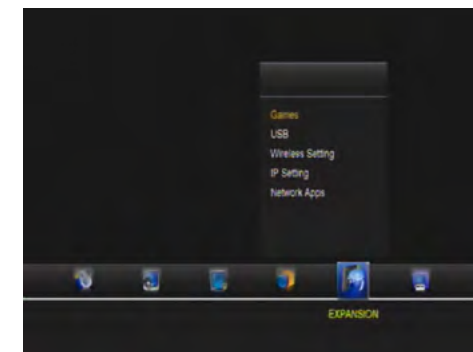 Games
USB
Wireless Setting
IP Setting
Network Apps
EXPANSION